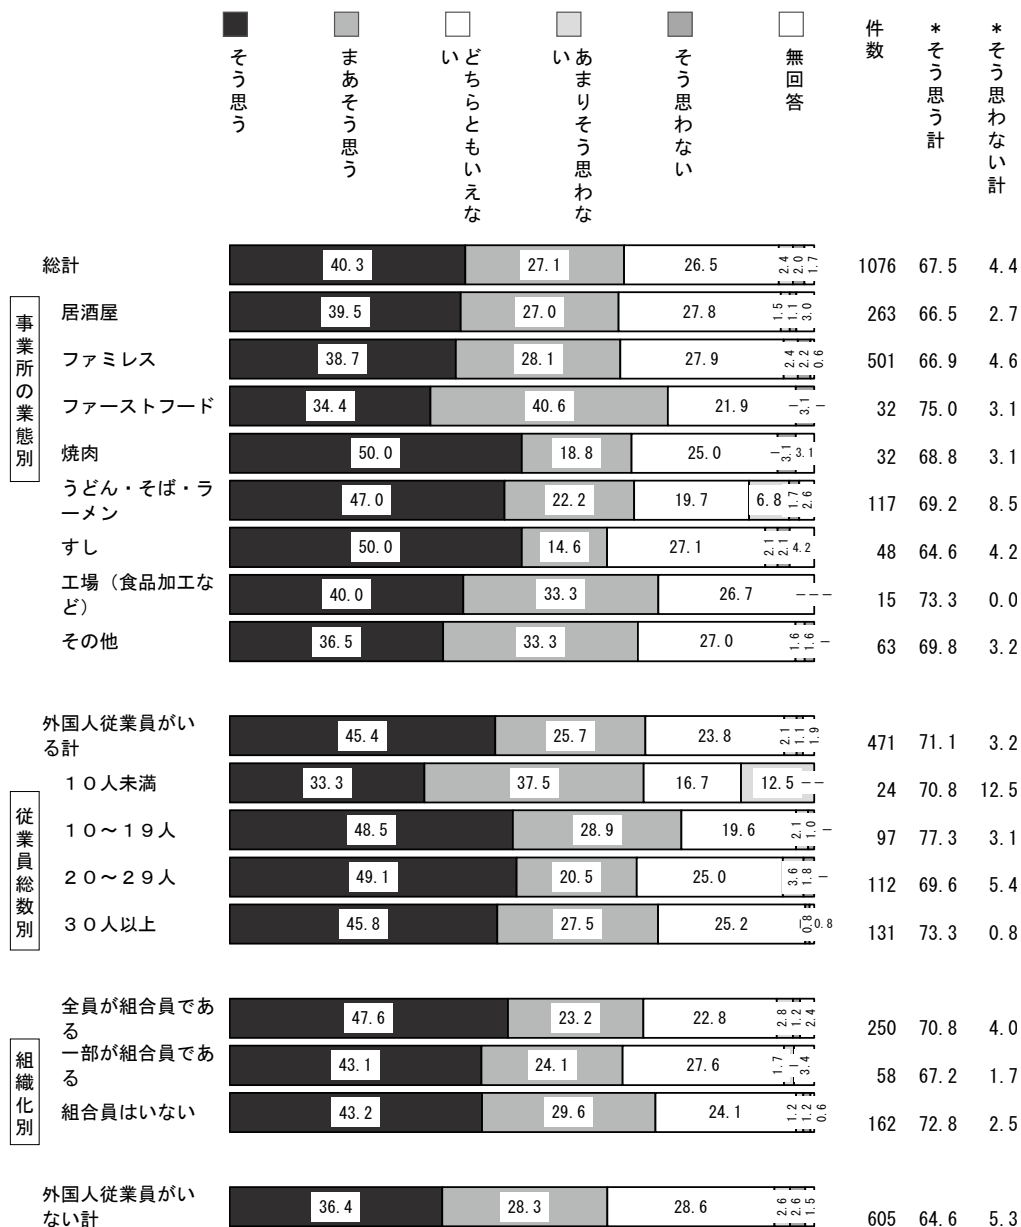 そう思う
まあそう思う
どちらともいえな
い
あまりそう思わな
い
そう思わない
無回答
件数
*そう思う計
*そう思わない計
総計 40.3 27.1 26.5 2.4 2.0 1.7 1076 67.5 4.4
事業所の業態別
居酒屋 39.5 27.0 27.8 1.5 1.1 3.0 263 66.5 2.7
ファミレス 38.7 28.1 27.9 2.4 2.2 0.6 501 66.9 4.6
ファーストフード 34.4 40.6 21.9 - 3.1 - 32 75.0 3.1
焼肉 50.0 18.8 25.0 - 3.1 3.1 32 68.8 3.1
うどん・そば・ラ
ーメン 47.0 22.2 19.7 6.8 1.7 2.6 117 69.2 8.5
すし 50.0 14.6 27.1 2.1 2.1 4.2 48 64.6 4.2
工場（食品加工な
ど） 40.0 33.3 26.7 - - - 15 73.3 0.0
その他 36.5 33.3 27.0 1.6 1.6 - 63 69.8 3.2
外国人従業員がい
る計 45.4 25.7 23.8 2.1 1.1 1.9 471 71.1 3.2
従業員総数別
１０人未満 33.3 37.5 16.7 12.5 - - 24 70.8 12.5
１０～１９人 48.5 28.9 19.6 2.1 1.0 - 97 77.3 3.1
２０～２９人 49.1 20.5 25.0 3.6 1.8 - 112 69.6 5.4
３０人以上 45.8 27.5 25.2 - 0.8 0.8 131 73.3 0.8
組織化別
全員が組合員であ
る 47.6 23.2 22.8 2.8 1.2 2.4 250 70.8 4.0
一部が組合員であ
る 43.1 24.1 27.6 1.7 - 3.4 58 67.2 1.7
組合員はいない 43.2 29.6 24.1 1.2 1.2 0.6 162 72.8 2.5
外国人従業員がい
ない計 36.4 28.3 28.6 2.6 2.6 1.5 605 64.6 5.3